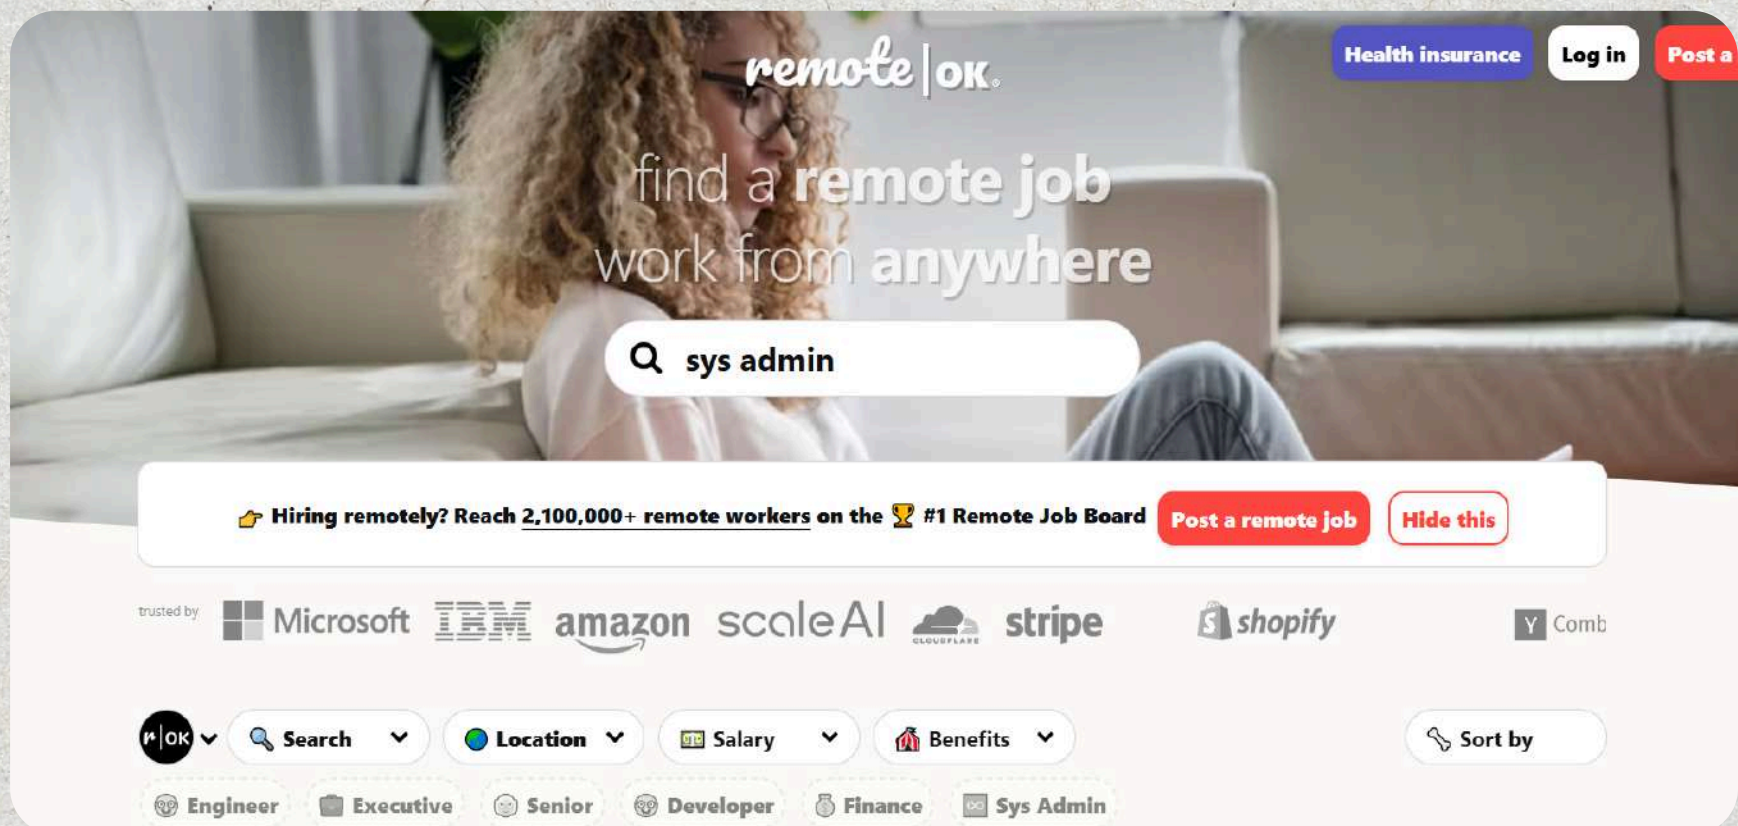 remote|OK®
Health insurance
Log in
Post a
find a remote job
work from anywhere
sys admin
👉 Hiring remotely? Reach 2,100,000+ remote workers on the 🏆 #1 Remote Job Board
Post a remote job
Hide this
trusted by
Microsoft
IBM
amazon
scale AI
CLOUDFLARE
stripe
shopify
Y Comb
r|OK
Search
Location
Salary
Benefits
Sort by
Engineer
Executive
Senior
Developer
Finance
Sys Admin